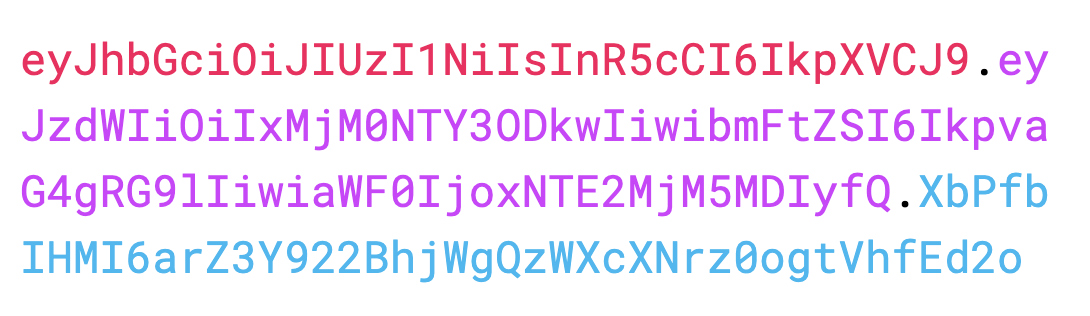 eyJhbGciOiJIUzI1NiIsInR5cCI6IkpXVCJ9.ey
JzdWIiOiIxMjM0NTY3ODkwIiwibmFtZSI6Ikpva
G4gRG9lIiwiaWF0IjoxNTE2MjM5MDIyfQ.XbPfb
IHMI6arZ3Y922BhjWgQzWXcXNrz0ogtVhfEd2o